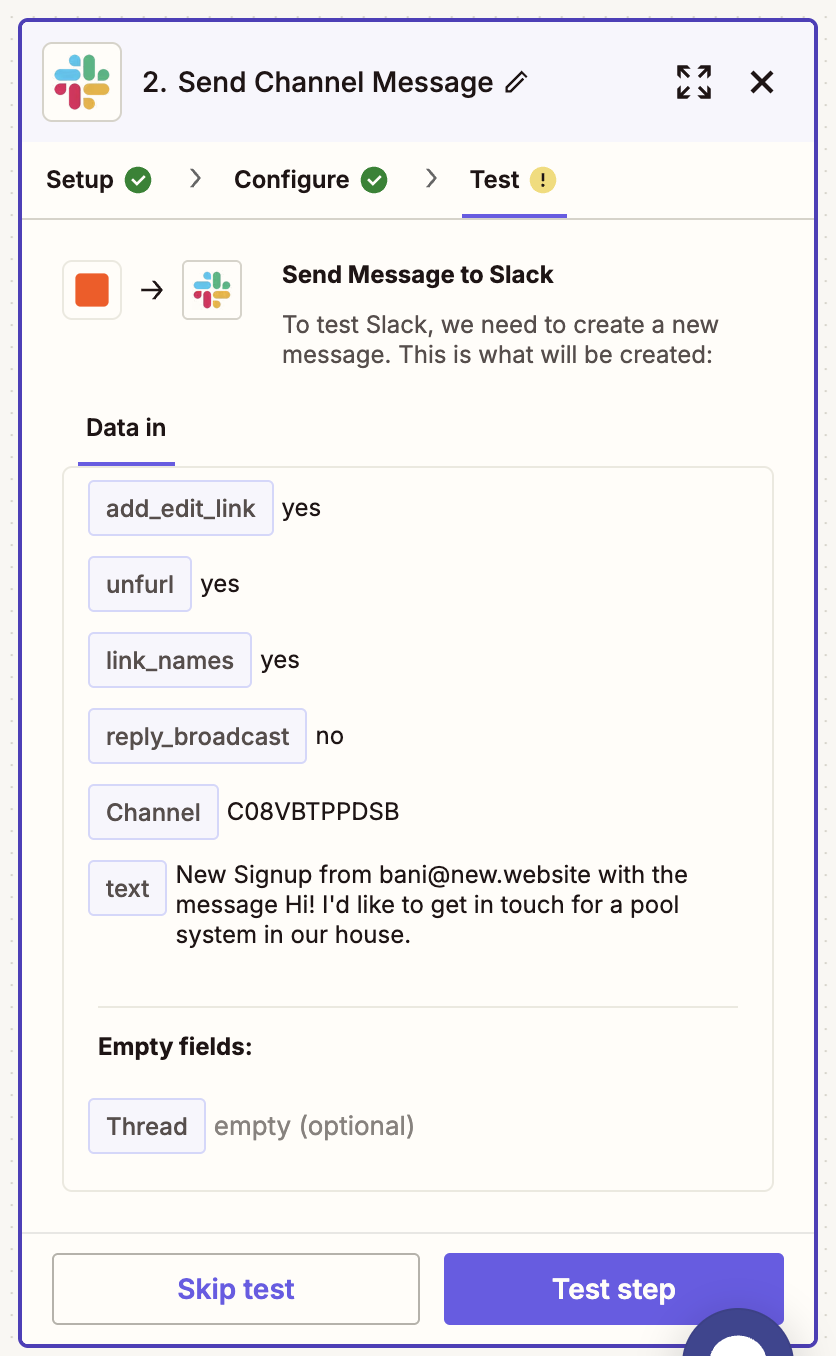 2. Send Channel Message
Setup
Configure
Test !
Send Message to Slack
To test Slack, we need to create a new
message. This is what will be created:
Data in
add_edit_link yes
unfurl yes
link_names yes
reply_broadcast no
Channel C08VBTPPDSB
text New Signup from bani@new.website with the
message Hi! I'd like to get in touch for a pool
system in our house.
Empty fields:
Thread empty (optional)
Skip test
Test step